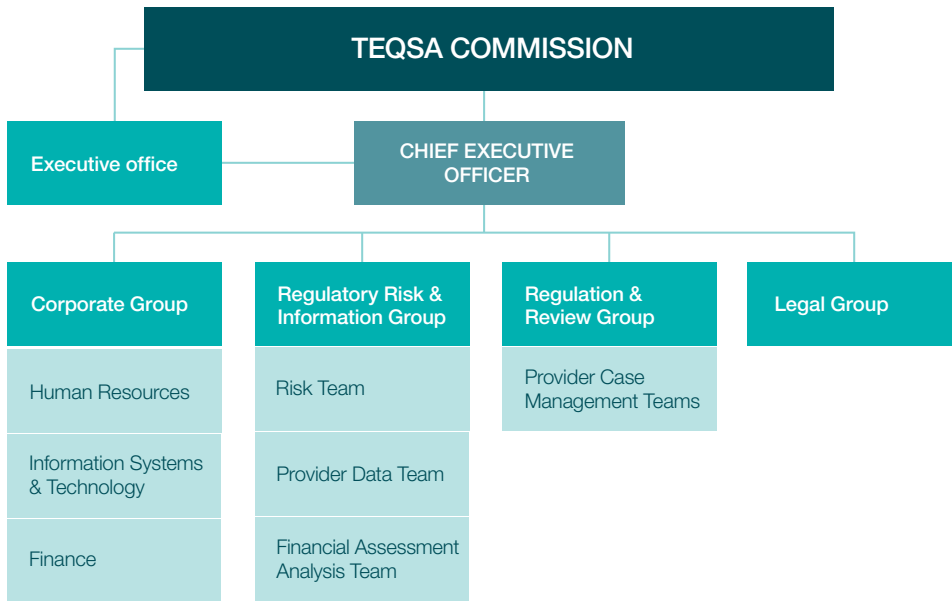 TEQSA COMMISSION
Executive office
CHIEF EXECUTIVE
OFFICER
Corporate Group
Human Resources
Information Systems
& Technology
Finance
Regulatory Risk &
Information Group
Risk Team
Provider Data Team
Financial Assessment
Analysis Team
Regulation &
Review Group
Provider Case
Management Teams
Legal Group